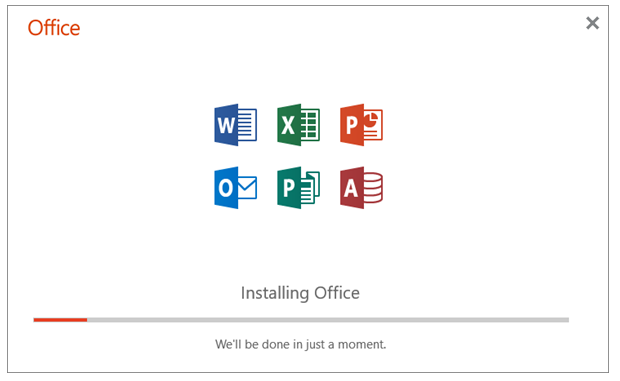 Office
W X P
O P A
Installing Office
We'll be done in just a moment.